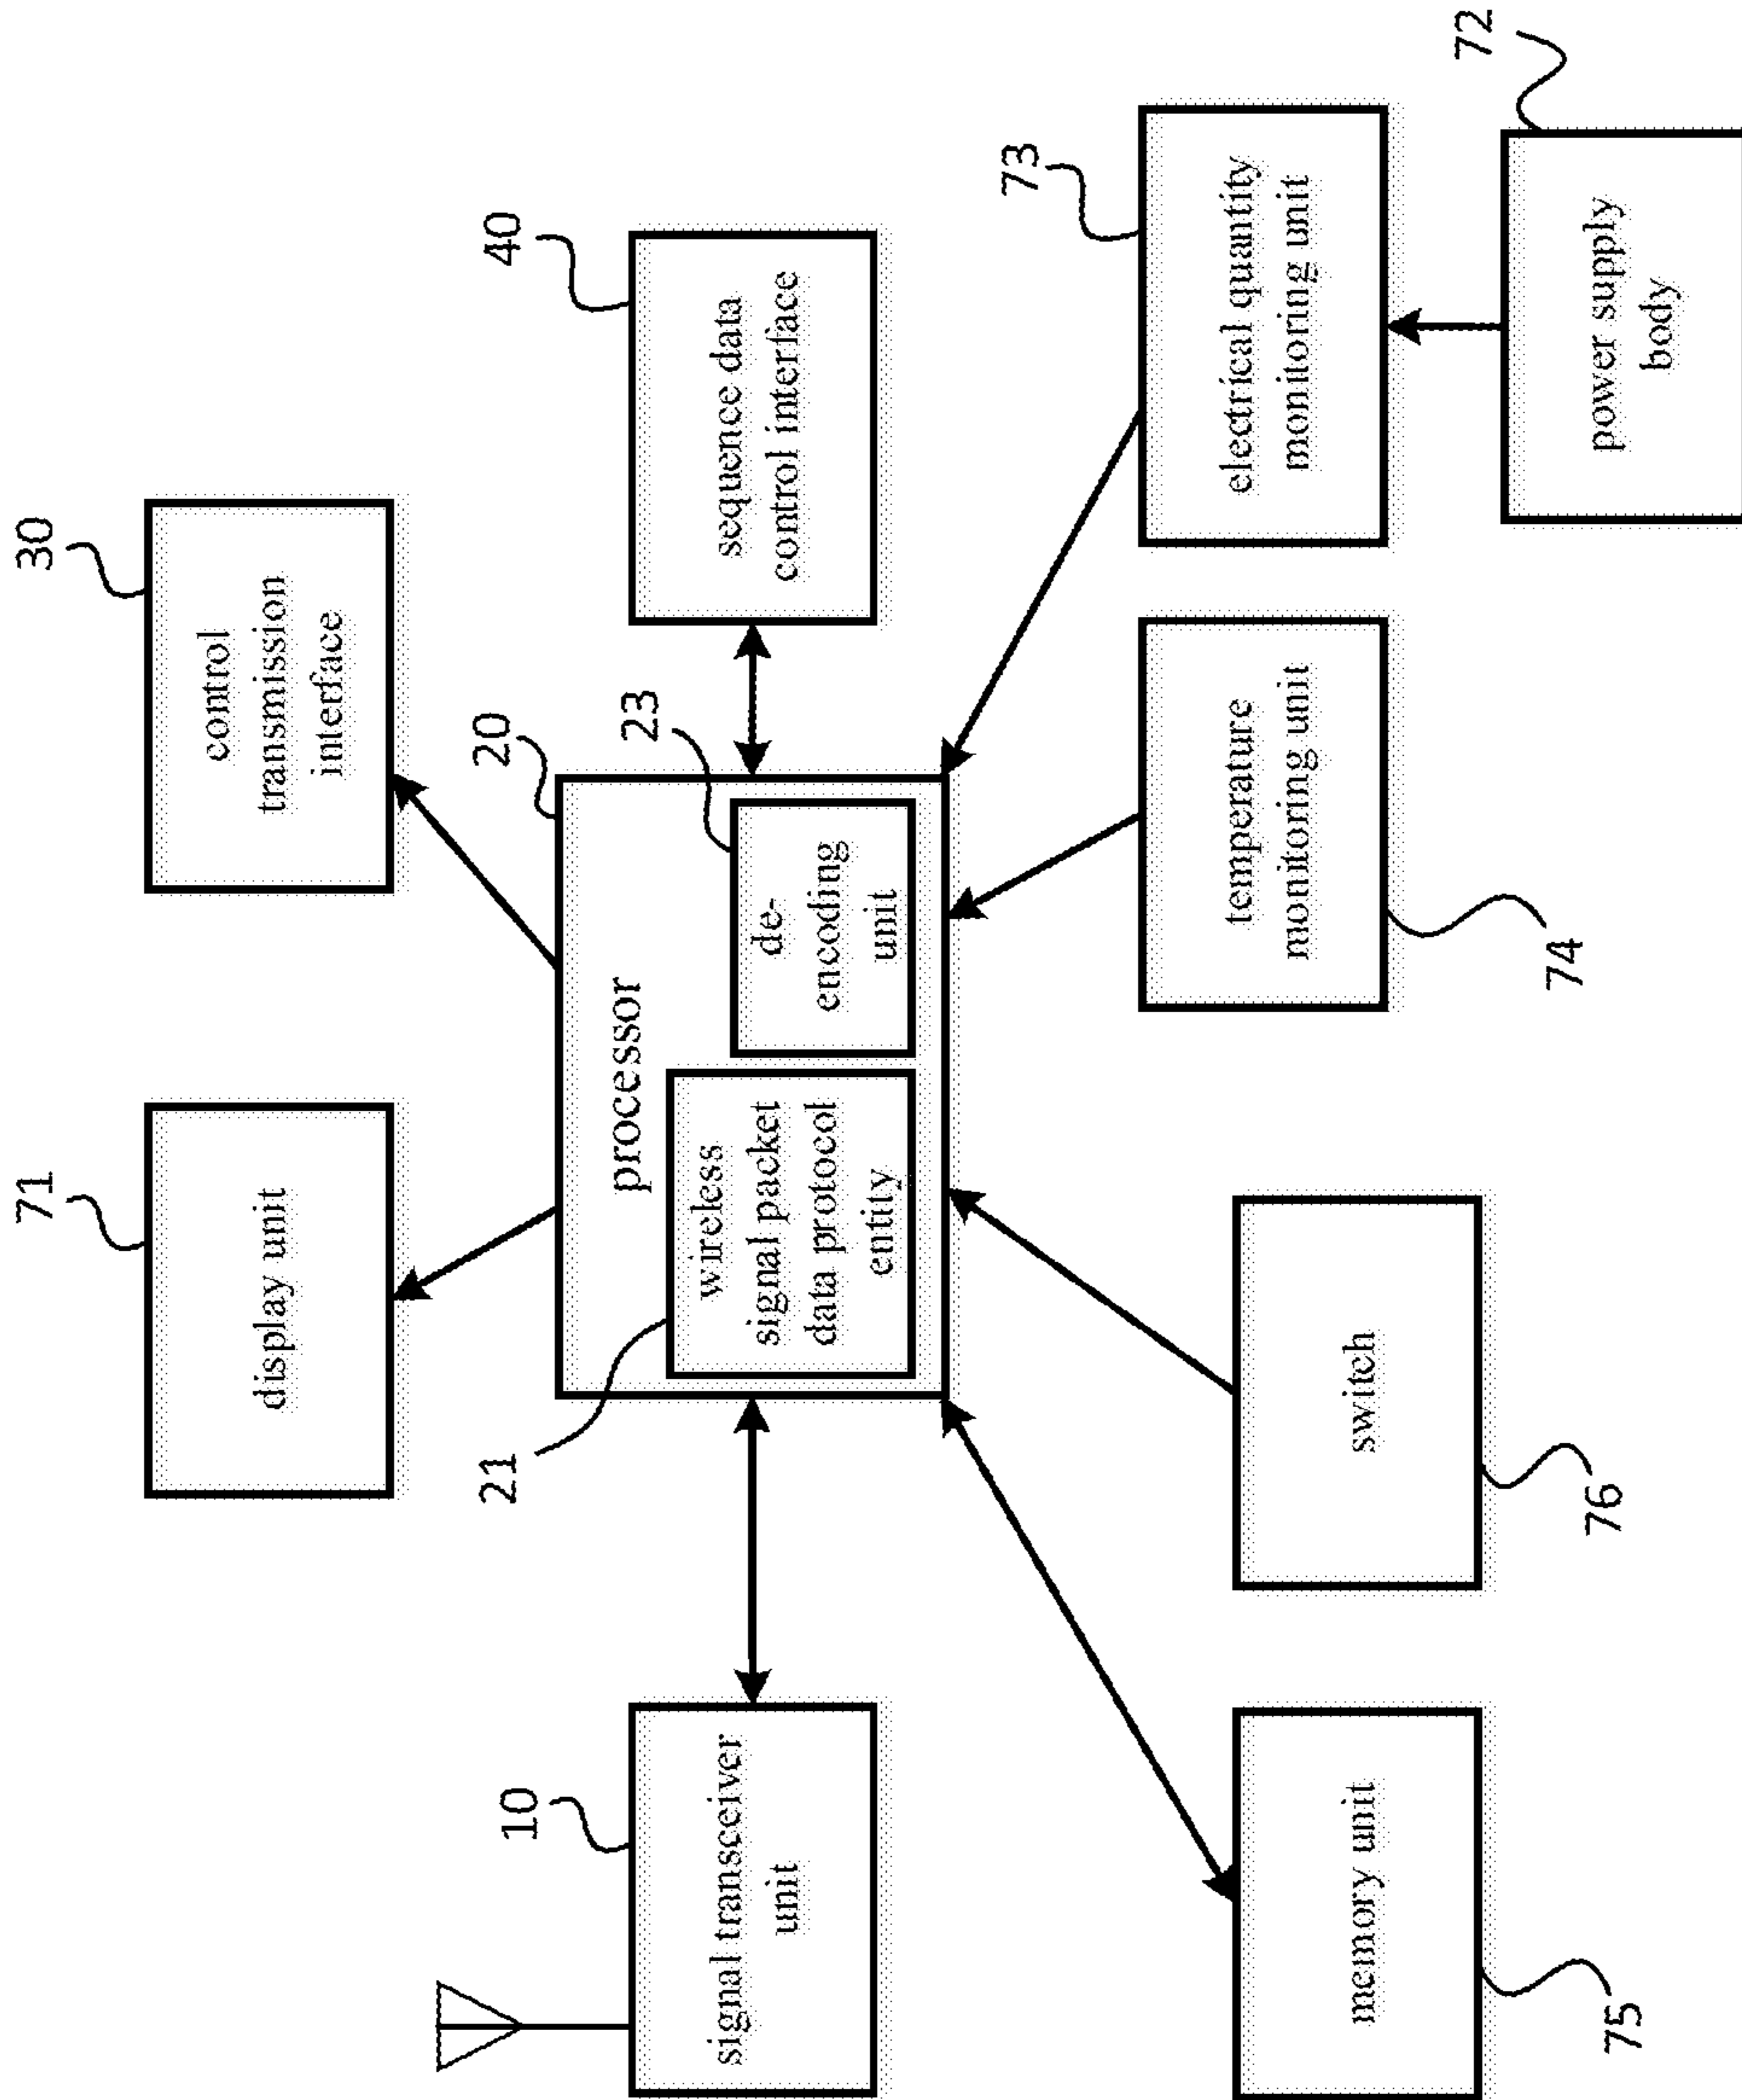 71
display unit
30
control
transmission
interface
10
signal transceiver
unit
20
processor
21
wireless
signal packet
data protocol
entity
23
de-
encoding
unit
40
sequence data
control interface
75
memory unit
76
switch
74
temperature
monitoring unit
73
electrical quantity
monitoring unit
72
power supply
body